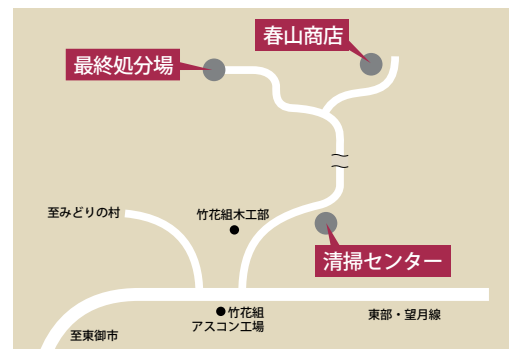 春山商店
最終処分場
至みどりの村
竹花組木工部
清掃センター
竹花組
アスコン工場
東部・望月線
至東御市